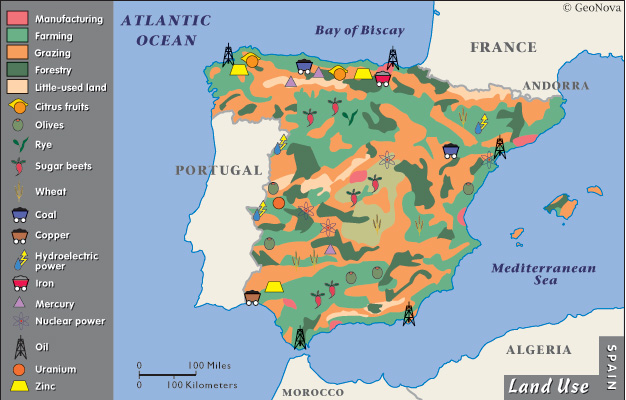 Manufacturing
Farming
Grazing
Forestry
Little-used land
Citrus fruits
Olives
Rye
Sugar beets
Wheat
Coal
Copper
Hydroelectric
power
Iron
Mercury
Nuclear power
Oil
Uranium
Zinc
ATLANTIC
OCEAN
Bay of Biscay
© GeoNova
FRANCE
ANDORRA
PORTUGAL
Mediterranean
Sea
ALGERIA
MOROCCO
0 100 Miles
0 100 Kilometers
Land Use
SPAIN